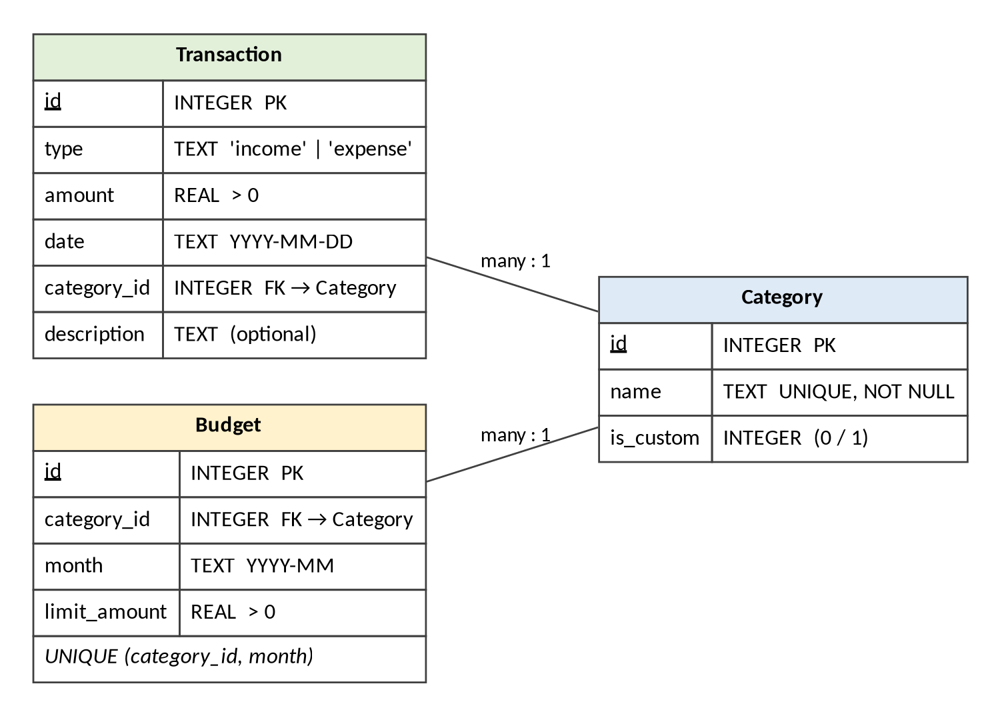 Transaction
id INTEGER PK
type TEXT 'income' | 'expense'
amount REAL > 0
date TEXT YYYY-MM-DD
category_id INTEGER FK → Category
description TEXT (optional)
many : 1
Category
id INTEGER PK
name TEXT UNIQUE, NOT NULL
is_custom INTEGER (0 / 1)
Budget
id INTEGER PK
category_id INTEGER FK → Category
month TEXT YYYY-MM
limit_amount REAL > 0
UNIQUE (category_id, month)
many : 1